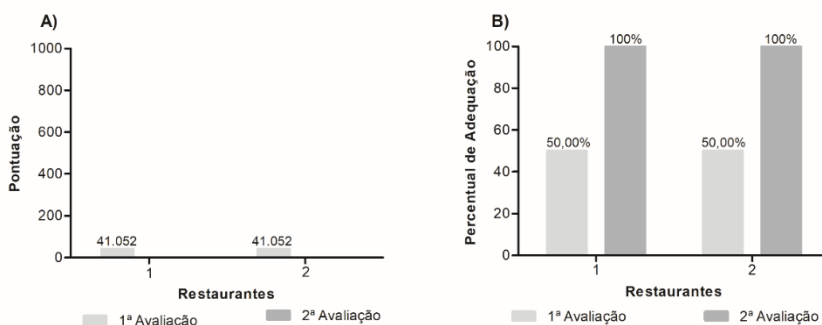 A)
Pontuação
1000
800
600
400
200
0
41.052
41.052
1
2
Restaurantes
1ª Avaliação
2ª Avaliação
B)
Percentual de Adequação
100
80
60
40
20
0
50,00%
100%
50,00%
100%
1
2
Restaurantes
1ª Avaliação
2ª Avaliação